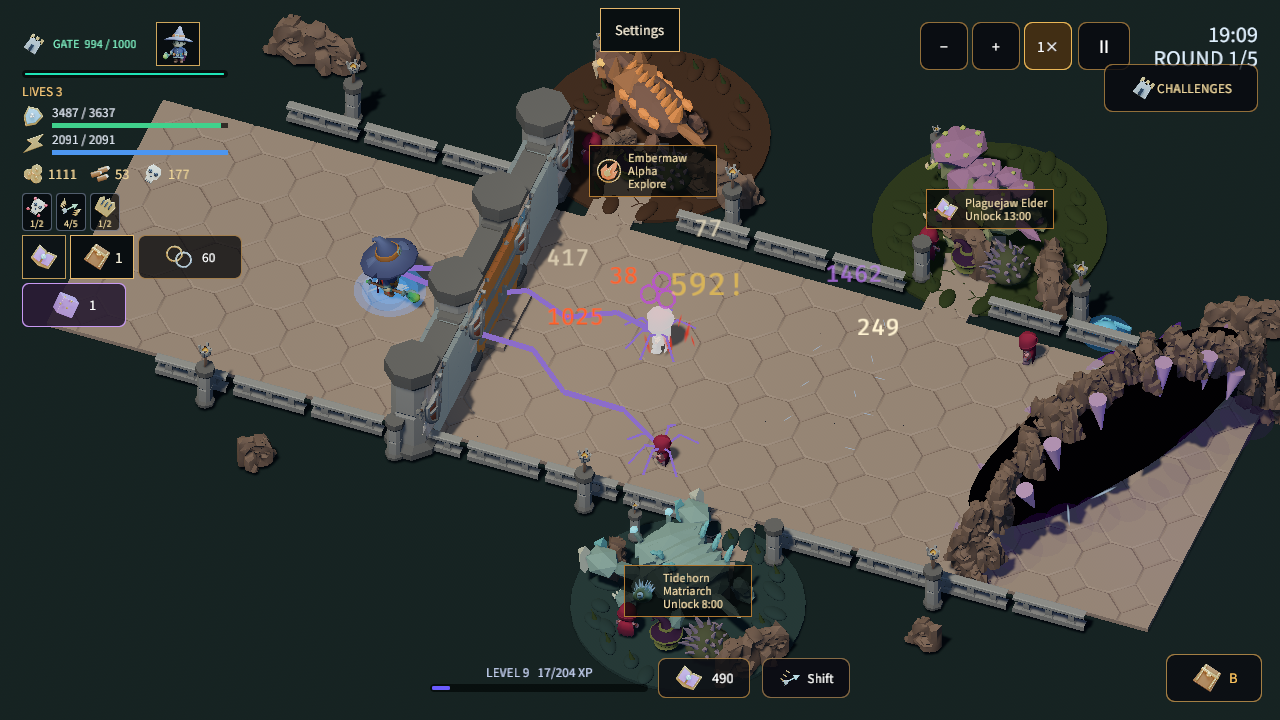 Settings
GATE 994 / 1000
LIVES 3
3487 / 3637
2091 / 2091
1111
53
177
1/2
4/5
1/2
1
60
1
−
+
1×
19:09
ROUND 1/5
CHALLENGES
Embermaw
Alpha
Explore
Plaguejaw Elder
Unlock 13:00
77
417
38
592!
1462
1025
249
Tidehorn
Matriarch
Unlock 8:00
LEVEL 9 17/204 XP
490
Shift
B